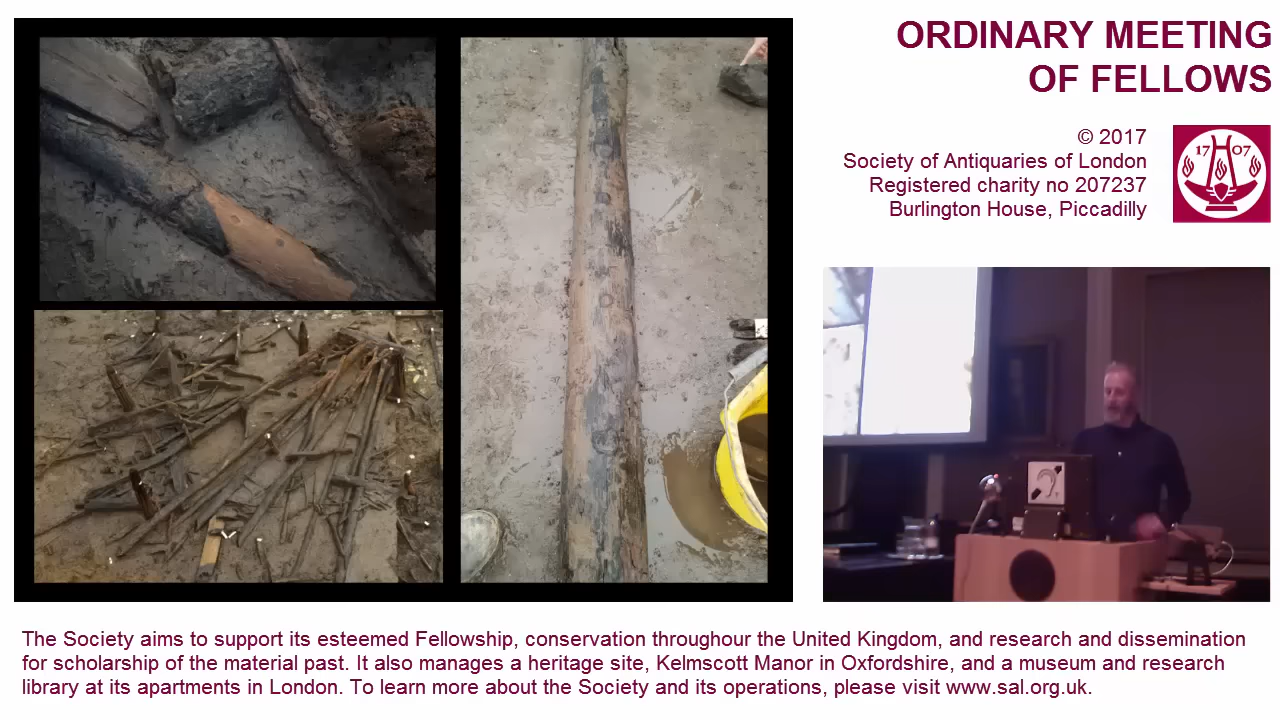 ORDINARY MEETING
OF FELLOWS
© 2017
Society of Antiquaries of London
Registered charity no 207237
Burlington House, Piccadilly
17 07
The Society aims to support its esteemed Fellowship, conservation throughour the United Kingdom, and research and dissemination
for scholarship of the material past. It also manages a heritage site, Kelmscott Manor in Oxfordshire, and a museum and research
library at its apartments in London. To learn more about the Society and its operations, please visit www.sal.org.uk.